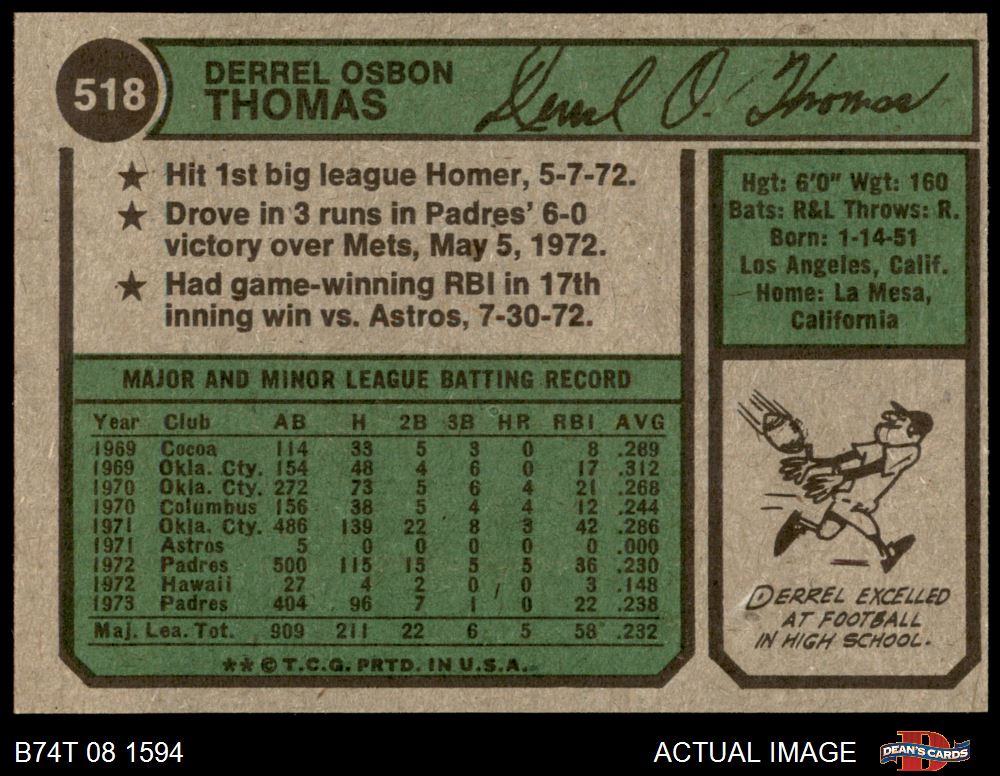 518
DERREL OSBON
THOMAS
Derrel O. Thomas
★ Hit 1st big league Homer, 5-7-72.
★ Drove in 3 runs in Padres' 6-0
victory over Mets, May 5, 1972.
★ Had game-winning RBI in 17th
inning win vs. Astros, 7-30-72.
Hgt: 6'0" Wgt: 160
Bats: R&L Throws: R.
Born: 1-14-51
Los Angeles, Calif.
Home: La Mesa,
California
MAJOR AND MINOR LEAGUE BATTING RECORD
Year Club AB H 2B 3B HR RBI AVG
1969 Cocoa 114 33 5 3 0 8 .289
1969 Okla. Cty. 154 48 4 6 0 17 .312
1970 Okla. Cty. 272 73 5 6 4 21 .268
1970 Columbus 156 38 5 4 4 12 .244
1971 Okla. Cty. 486 139 22 8 3 42 .286
1971 Astros 5 0 0 0 0 0 .000
1972 Padres 500 115 15 5 5 36 .230
1972 Hawaii 27 4 2 0 0 3 .148
1973 Padres 404 96 7 1 0 22 .238
Maj. Lea. Tot. 909 211 22 6 5 58 .232
★★ © T.C.G. PRTD. IN U.S.A.
DERREL EXCELLED
AT FOOTBALL
IN HIGH SCHOOL.
B74T 08 1594
ACTUAL IMAGE
DEAN'S CARDS